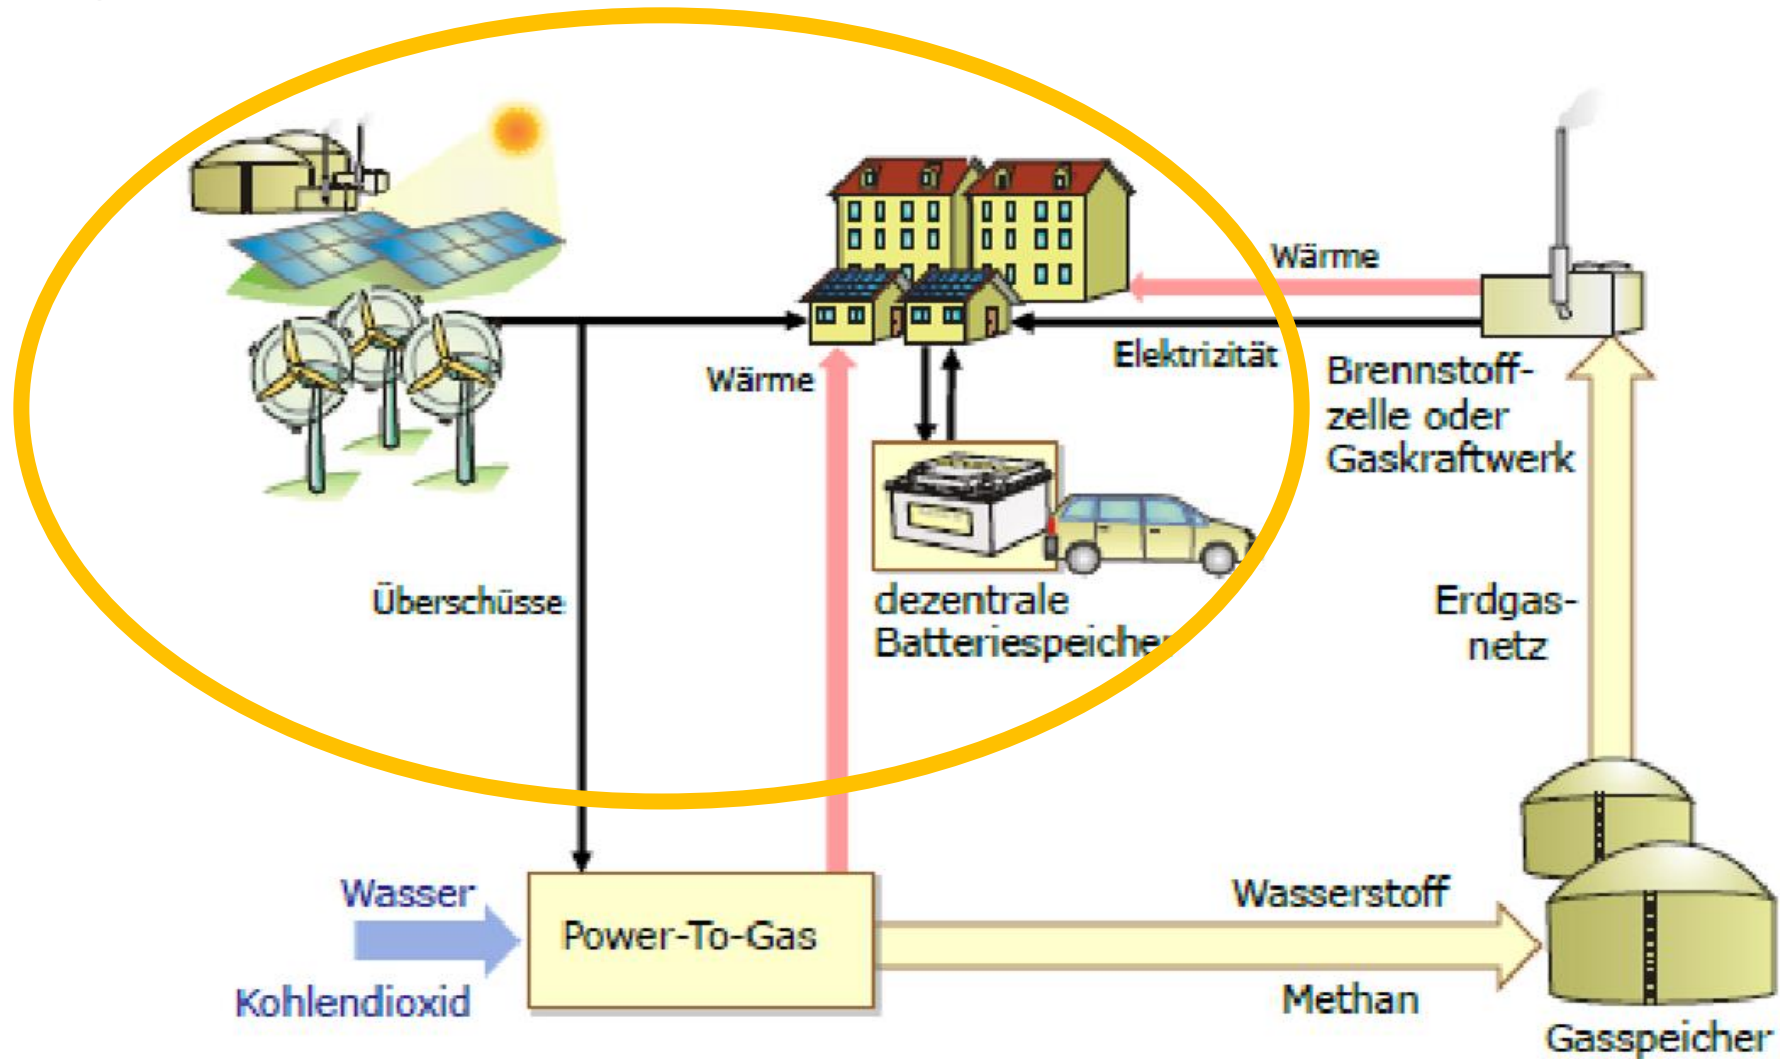 Wärme
Elektrizität
Wärme
Brennstoff-
zelle oder
Gaskraftwerk
Überschüsse
dezentrale
Batteriespeicher
Erdgas-
netz
Wasser
Kohlendioxid
Power-To-Gas
Wasserstoff
Methan
Gasspeicher